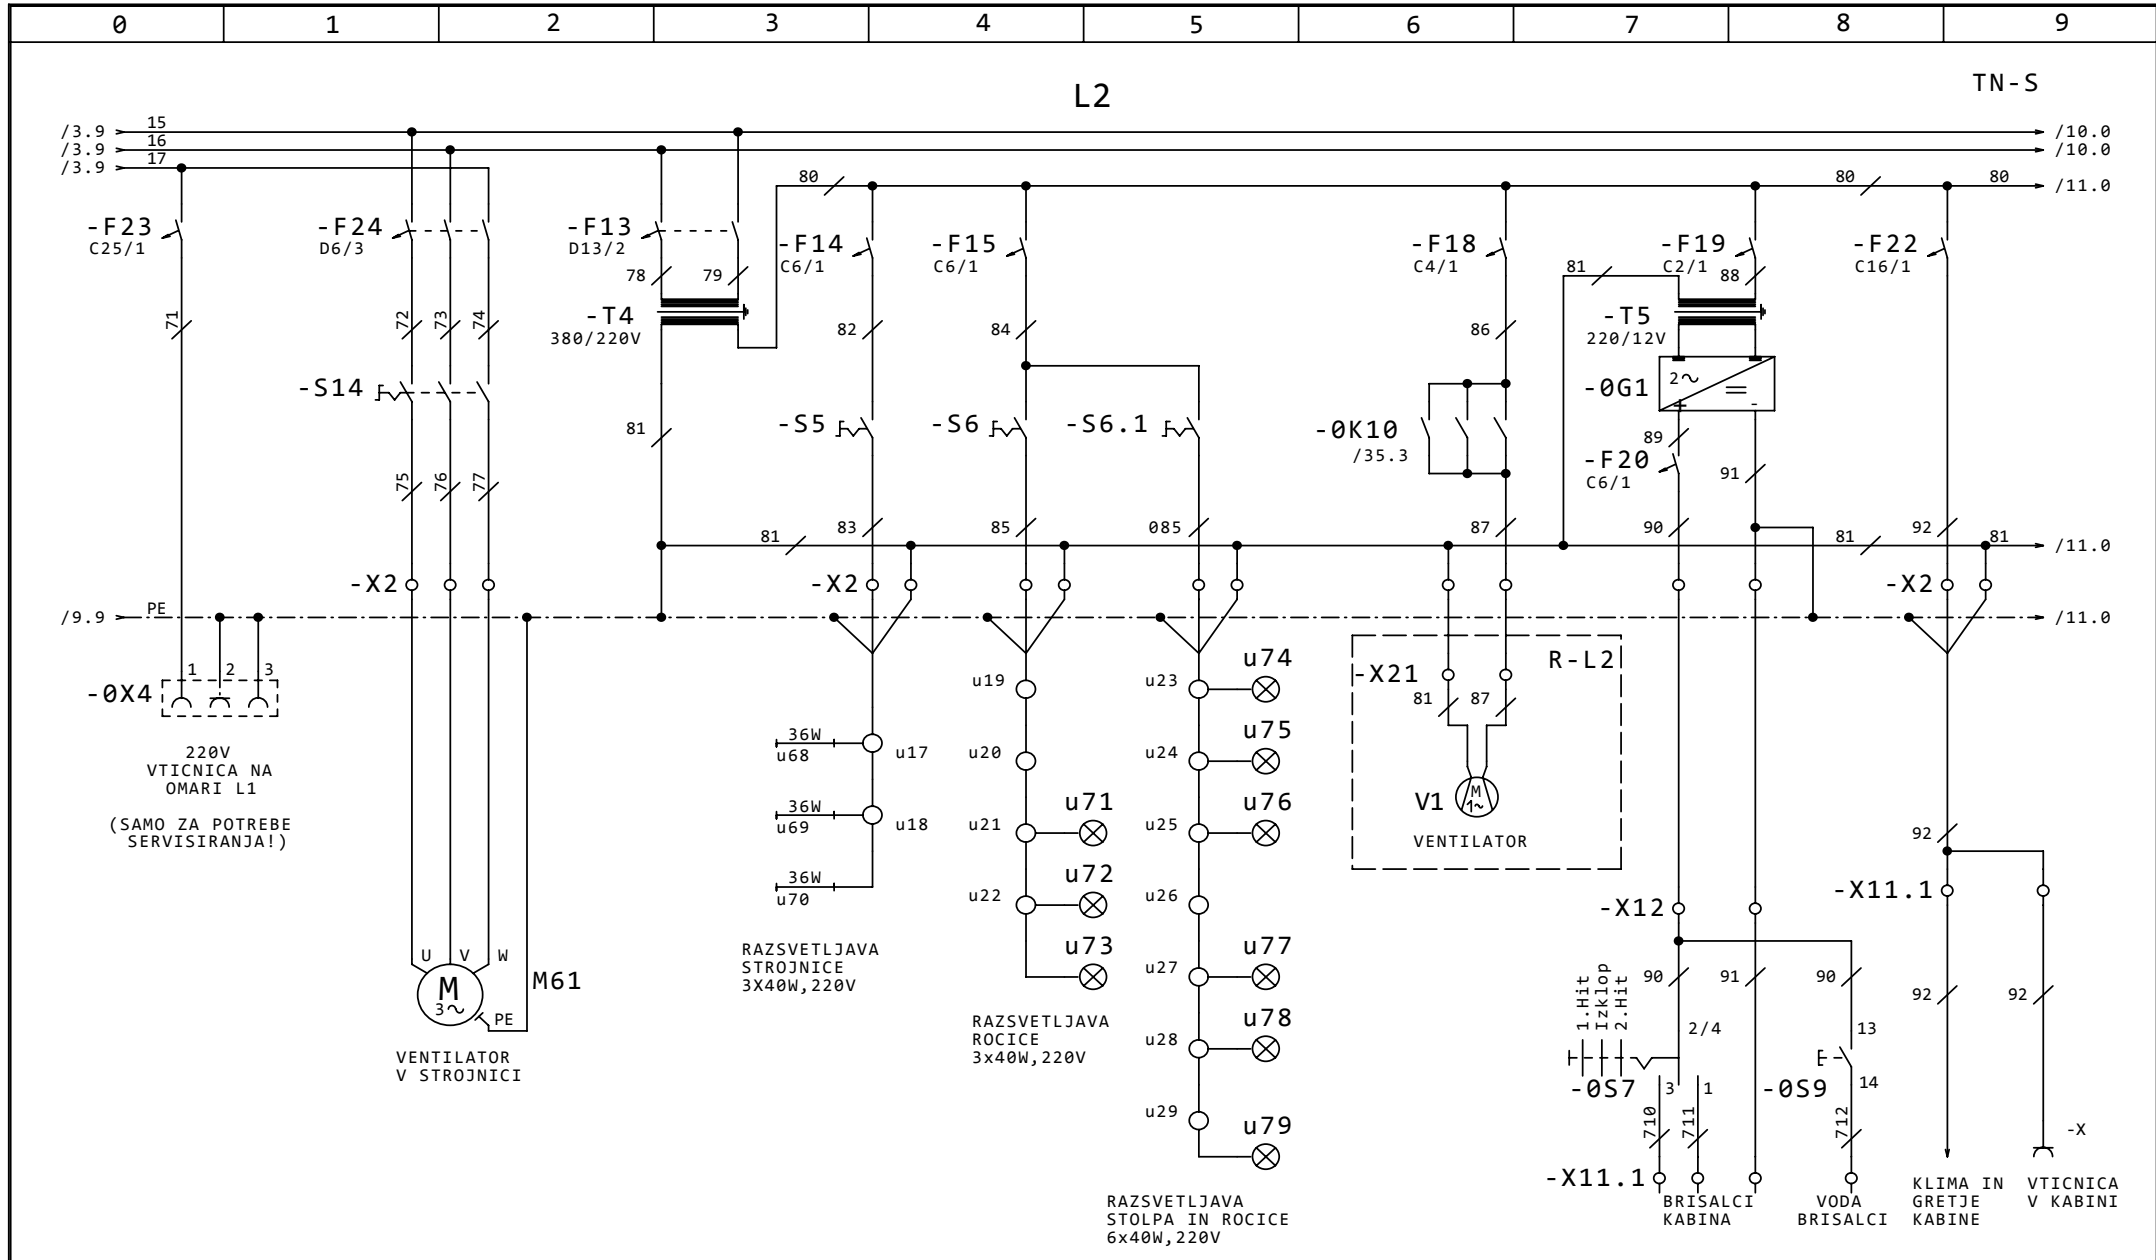 0 1 2 3 4 5 6 7 8 9
L2
TN-S
/3.9 15 /10.0
/3.9 16 /10.0
/3.9 17
80 80 80 /11.0
-F23
C25/1
-F24
D6/3
-F13
D13/2
-F14
C6/1
-F15
C6/1
-F18
C4/1
-F19
C2/1
-F22
C16/1
78 79
81 88
71 72 73 74
-T4
380/220V
82 84 86
-T5
220/12V
-S14
2~
=
+ -
-0G1
81
-S5
-S6
-S6.1
-0K10
/35.3
89
-F20
C6/1
91
75 76 77
83 85 085 87 90 92
81 81 81 /11.0
-X2 -X2 -X2
/9.9 PE /11.0
-0X4
1 2 3
220V
VTICNICA NA
OMARI L1
(SAMO ZA POTREBE
SERVISIRANJA!)
U V W
M
3~
M61
PE
VENTILATOR
V STROJNICI
36W
u68
u17
36W
u69
u18
36W
u70
RAZSVETLJAVA
STROJNICE
3X40W,220V
u19
u20
u21 u71
u22 u72
u73
RAZSVETLJAVA
ROCICE
3x40W,220V
u23 u74
u24 u75
u25 u76
u26
u27 u77
u28 u78
u29 u79
RAZSVETLJAVA
STOLPA IN ROCICE
6x40W,220V
R-L2
-X21
81 87
V1
M
1~
VENTILATOR
-X12
90 91 90
1.Hit
Izklop
2.Hit
2/4
-0S7
3 1
710 711
-X11.1
BRISALCI
KABINA
13
-0S9
14
712
VODA
BRISALCI
92
-X11.1
92 92
-X
KLIMA IN
GRETJE
KABINE
VTICNICA
V KABINI